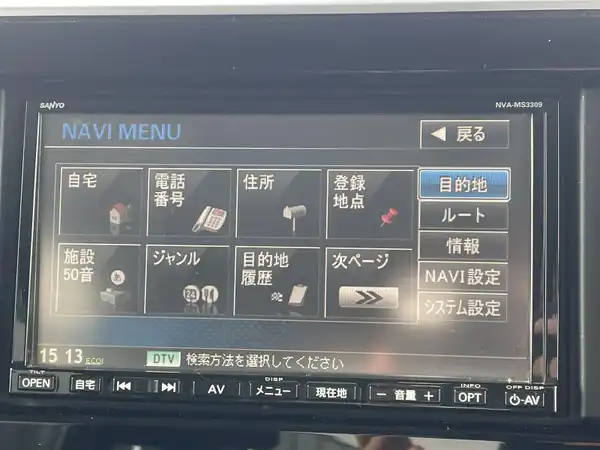 SANYO
NVA-MS3309
NAVI MENU
戻る
自宅
電話
番号
住所
登録
地点
目的地
ルート
施設
50音
あ
ジャンル
24
目的地
履歴
次ページ
情報
NAVI設定
システム設定
15 13 ECO!
DTV 検索方法を選択してください
TILT
OPEN
自宅
AV
DISP
メニュー
現在地
− 音量 +
INFO
OPT
OFF DISP
AV